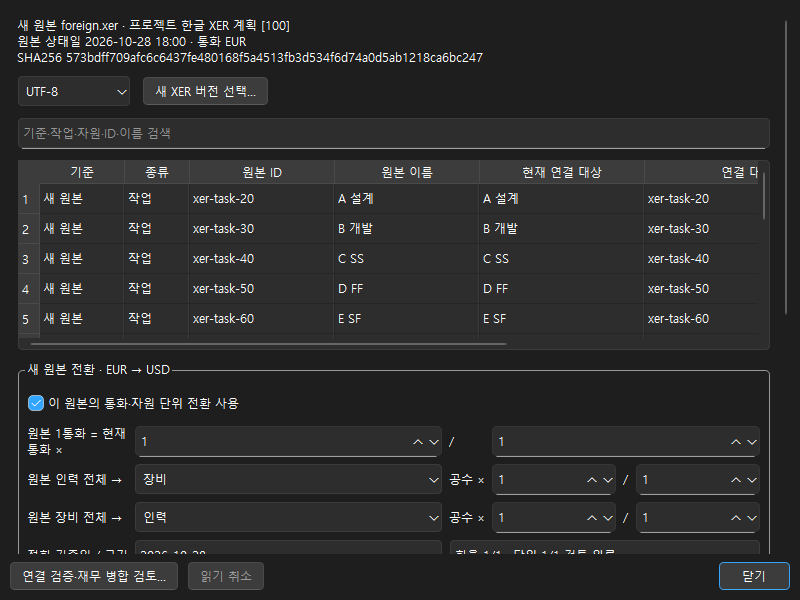 새 원본 foreign.xer · 프로젝트 한글 XER 계획 [100]
원본 상태일 2026-10-28 18:00 · 통화 EUR
SHA256 573bdff709afc6c6437fe480168f5a4513fb3d534f6d74a0d5ab1218ca6bc247
UTF-8 새 XER 버전 선택...
기준·작업·자원·ID·이름 검색
기준 종류 원본 ID 원본 이름 현재 연결 대상 연결 대
1 새 원본 작업 xer-task-20 A 설계 A 설계 xer-task-20
2 새 원본 작업 xer-task-30 B 개발 B 개발 xer-task-30
3 새 원본 작업 xer-task-40 C SS C SS xer-task-40
4 새 원본 작업 xer-task-50 D FF D FF xer-task-50
5 새 원본 작업 xer-task-60 E SF E SF xer-task-60
새 원본 전환 · EUR → USD
이 원본의 통화·자원 단위 전환 사용
원본 1통화 = 현재 통화 × 1 / 1
원본 인력 전체 → 장비 공수 × 1 / 1
원본 장비 전체 → 인력 공수 × 1 / 1
연결 검증·재무 병합 검토... 읽기 취소 닫기